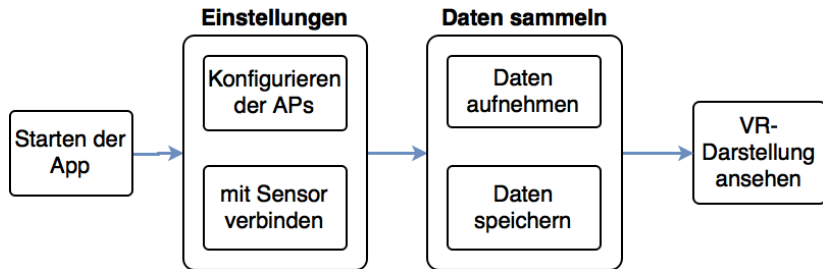 Einstellungen
Daten sammeln
Starten der
App
Konfigurieren
der APs
mit Sensor
verbinden
Daten
aufnehmen
Daten
speichern
VR-
Darstellung
ansehen